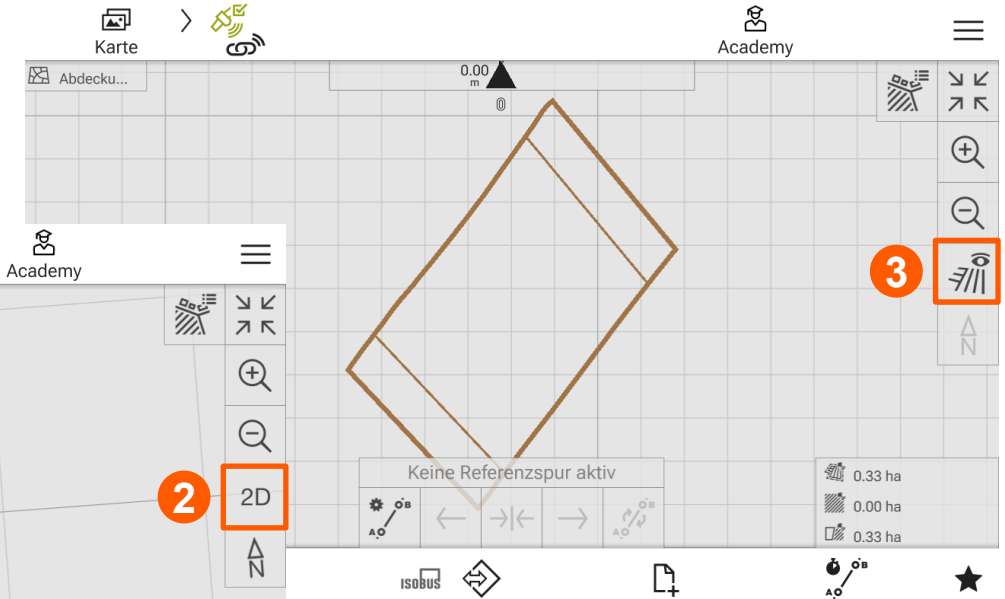 Karte
Academy
Abdecku...
0.00
m
0
N
3
Academy
2
2D
N
Keine Referenzspur aktiv
A B
A B
0.33 ha
0.00 ha
0.33 ha
ISOBUS
A B